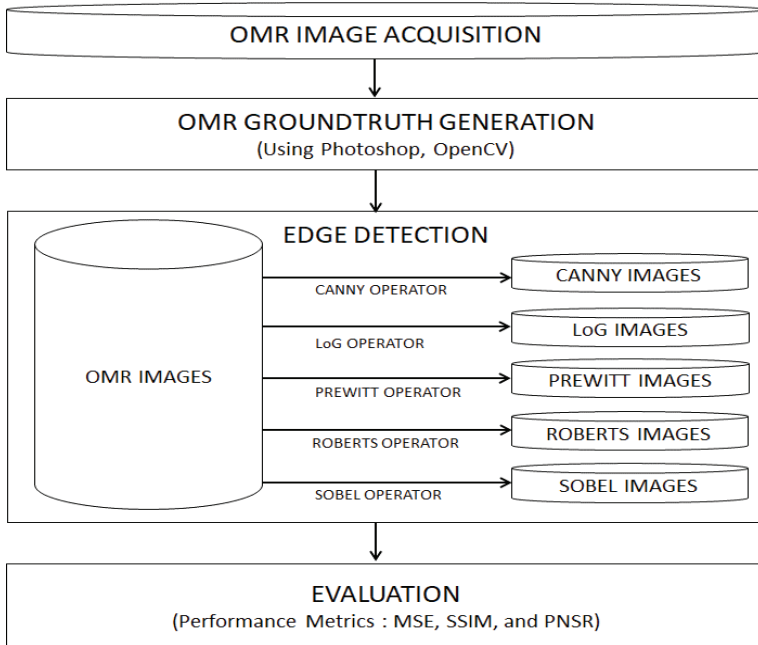 OMR IMAGE ACQUISITION
OMR GROUNDTRUTH GENERATION
(Using Photoshop, OpenCV)
EDGE DETECTION
OMR IMAGES
CANNY OPERATOR
CANNY IMAGES
LoG OPERATOR
LoG IMAGES
PREWITT OPERATOR
PREWITT IMAGES
ROBERTS OPERATOR
ROBERTS IMAGES
SOBEL OPERATOR
SOBEL IMAGES
EVALUATION
(Performance Metrics : MSE, SSIM, and PNSR)